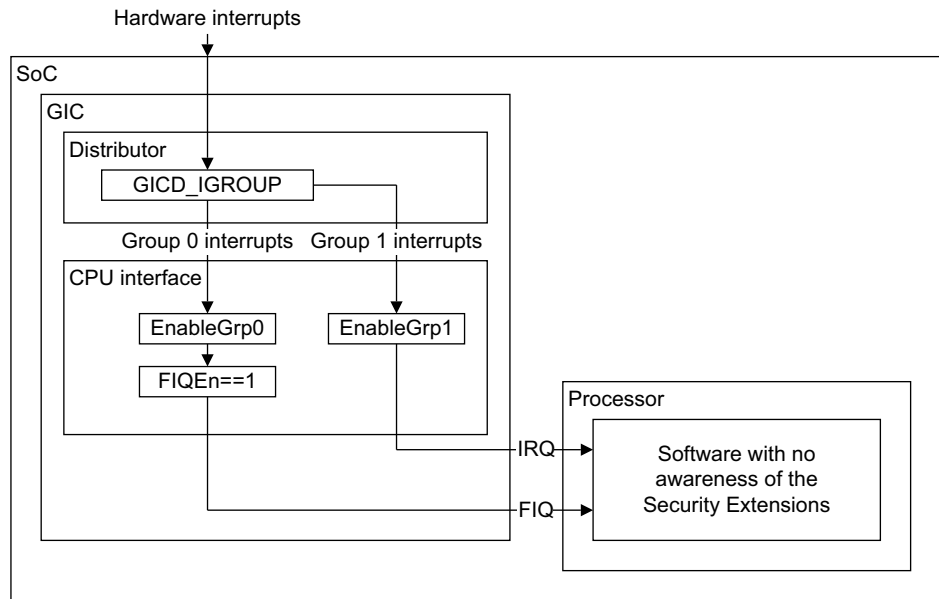 Hardware interrupts
SoC
GIC
Distributor
GICD_IGROUP
Group 0 interrupts
Group 1 interrupts
CPU interface
EnableGrp0
EnableGrp1
FIQEn==1
Processor
IRQ
FIQ
Software with no
awareness of the
Security Extensions